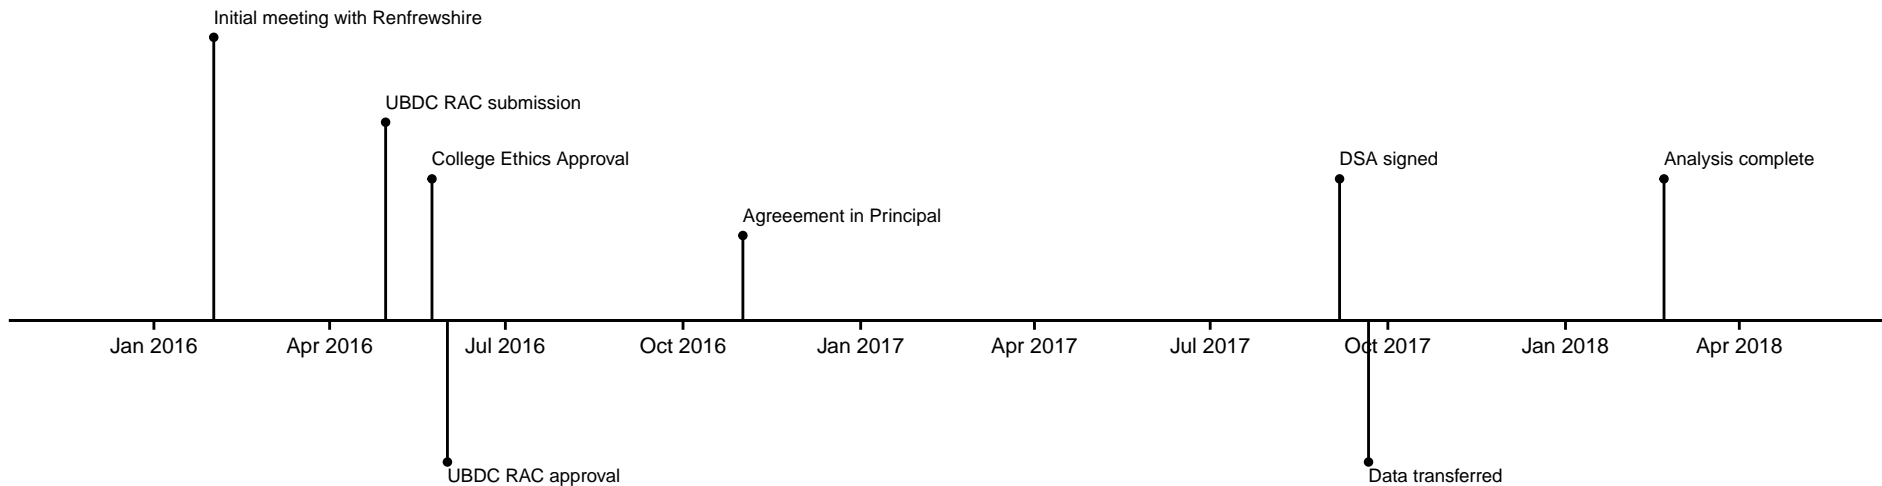 Initial meeting with Renfrewshire
UBDC RAC submission
College Ethics Approval
DSA signed
Analysis complete
Agreeement in Principal
Jan 2016
Apr 2016
Jul 2016
Oct 2016
Jan 2017
Apr 2017
Jul 2017
Oct 2017
Jan 2018
Apr 2018
UBDC RAC approval
Data transferred